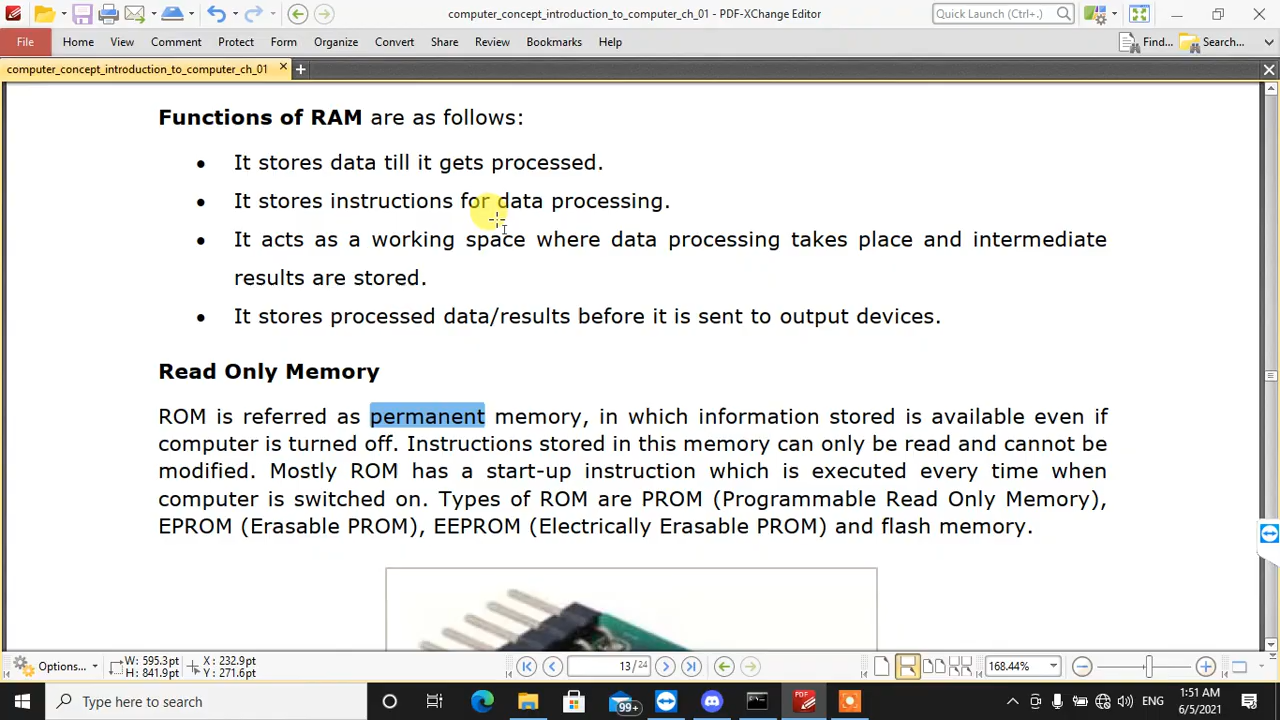 computer_concept_introduction_to_computer_ch_01 - PDF-XChange Editor
Quick Launch (Ctrl+.)
File Home View Comment Protect Form Organize Convert Share Review Bookmarks Help
Find... Search...
computer_concept_introduction_to_computer_ch_01
Functions of RAM are as follows:
• It stores data till it gets processed.
• It stores instructions for data processing.
• It acts as a working space where data processing takes place and intermediate
results are stored.
• It stores processed data/results before it is sent to output devices.
Read Only Memory
ROM is referred as permanent memory, in which information stored is available even if
computer is turned off. Instructions stored in this memory can only be read and cannot be
modified. Mostly ROM has a start-up instruction which is executed every time when
computer is switched on. Types of ROM are PROM (Programmable Read Only Memory),
EPROM (Erasable PROM), EEPROM (Electrically Erasable PROM) and flash memory.
Options... W: 595.3pt X: 232.9pt 13/24 168.44%
H: 841.9pt Y: 271.6pt
Type here to search
99+
PDF
ENG
1:51 AM
6/5/2021